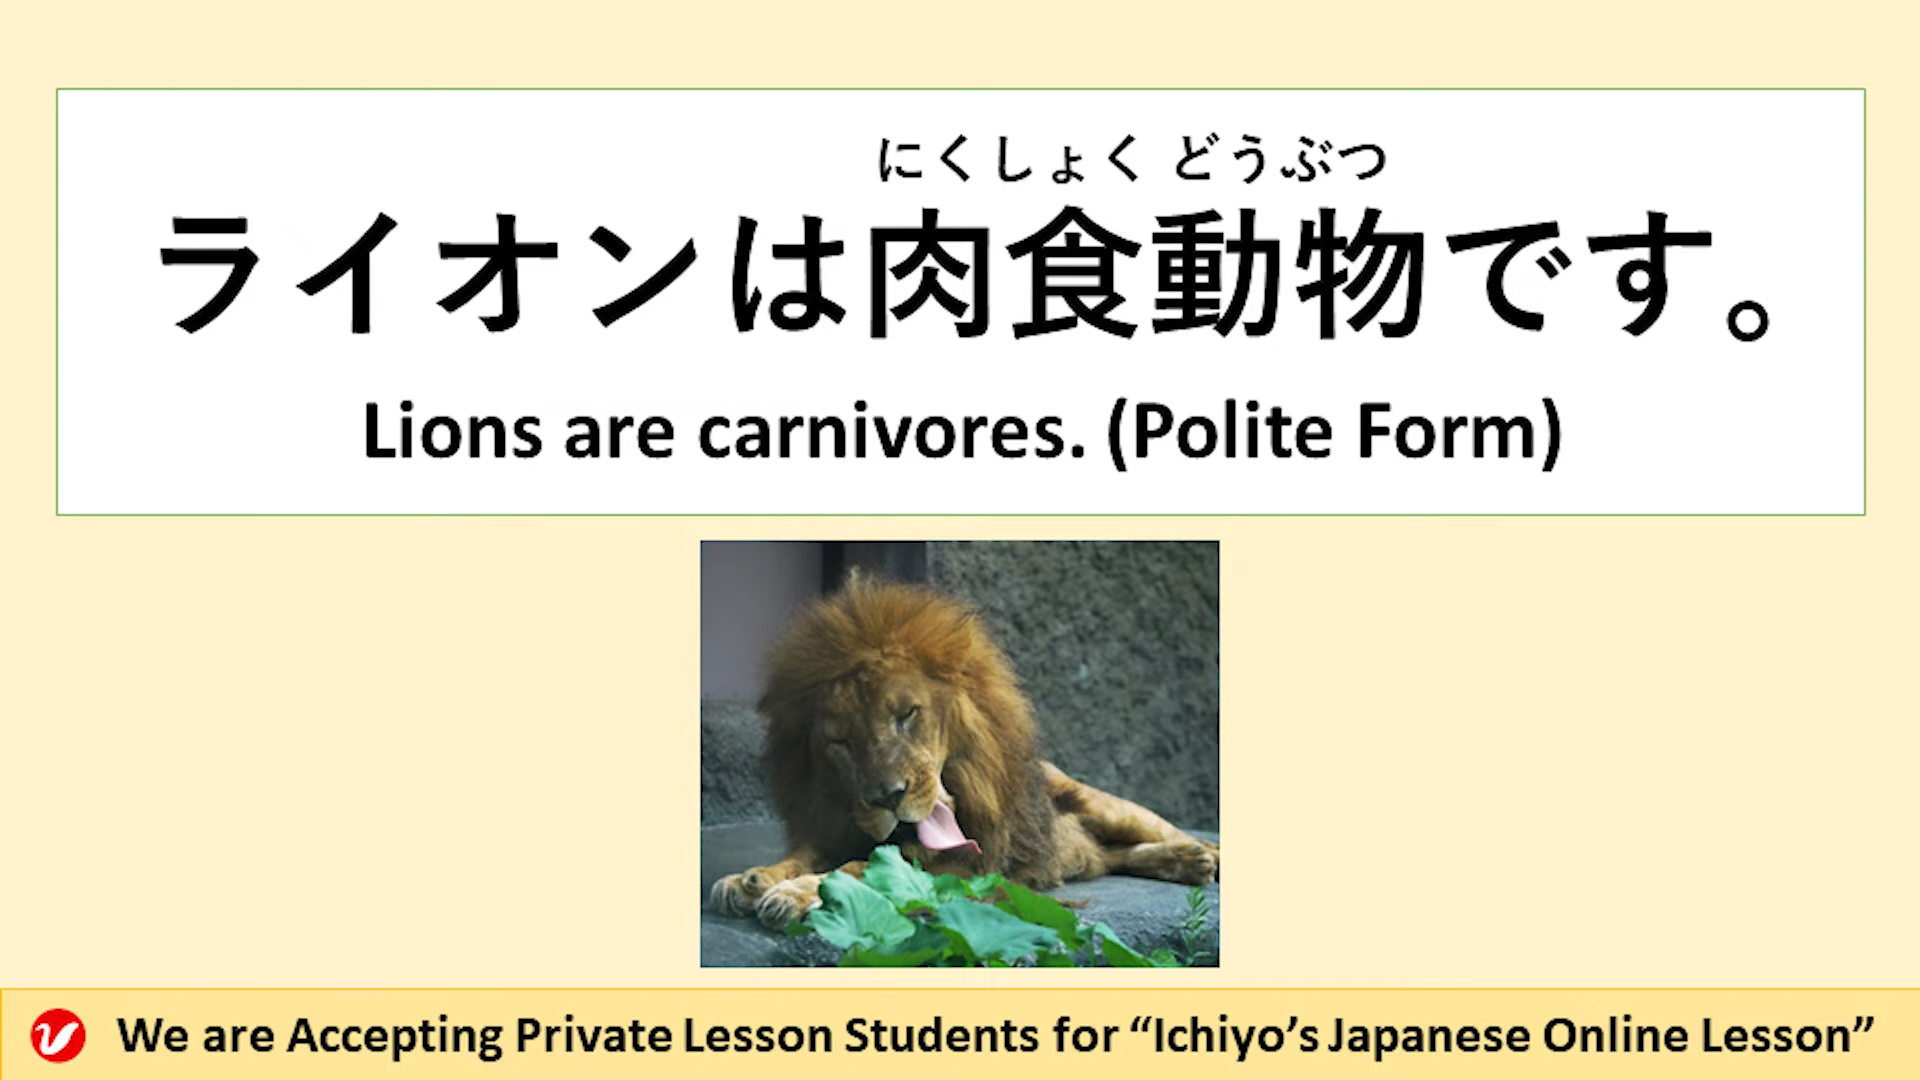 にくしょく どうぶつ
ライオンは肉食動物です。
Lions are carnivores. (Polite Form)
We are Accepting Private Lesson Students for “Ichiyo’s Japanese Online Lesson”